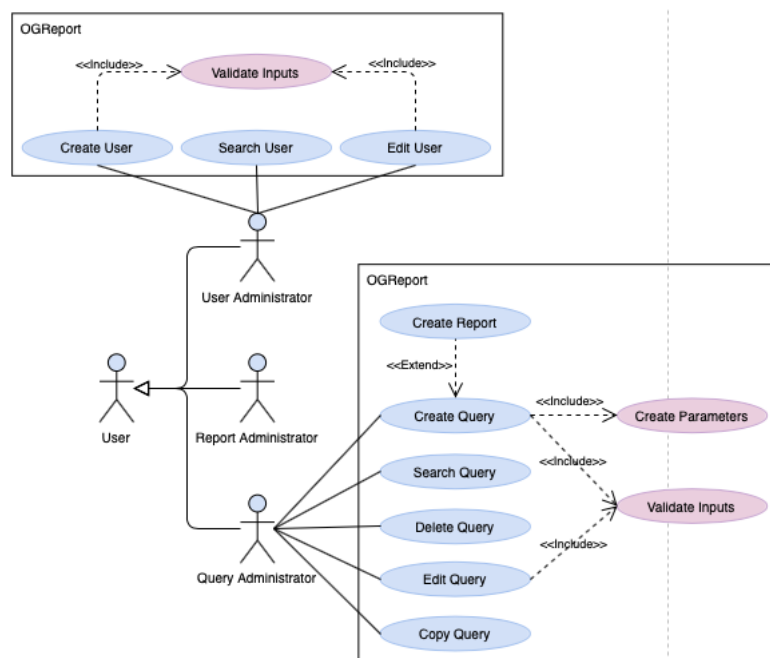 OGReport
<<Include>>
<<Include>>
Validate Inputs
Create User
Search User
Edit User
User Administrator
OGReport
Create Report
<<Extend>>
User
Report Administrator
Create Query
<<Include>>
Create Parameters
Search Query
<<Include>>
Validate Inputs
Delete Query
<<Include>>
Query Administrator
Edit Query
Copy Query